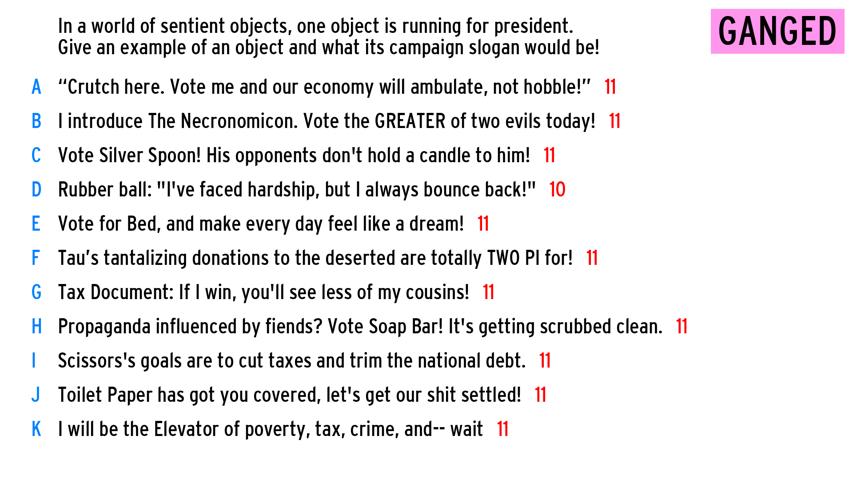 In a world of sentient objects, one object is running for president.
Give an example of an object and what its campaign slogan would be!
GANGED
A “Crutch here. Vote me and our economy will ambulate, not hobble!” 11
B I introduce The Necronomicon. Vote the GREATER of two evils today! 11
C Vote Silver Spoon! His opponents don't hold a candle to him! 11
D Rubber ball: "I've faced hardship, but I always bounce back!" 10
E Vote for Bed, and make every day feel like a dream! 11
F Tau’s tantalizing donations to the deserted are totally TWO PI for! 11
G Tax Document: If I win, you'll see less of my cousins! 11
H Propaganda influenced by fiends? Vote Soap Bar! It's getting scrubbed clean. 11
I Scissors's goals are to cut taxes and trim the national debt. 11
J Toilet Paper has got you covered, let's get our shit settled! 11
K I will be the Elevator of poverty, tax, crime, and-- wait 11